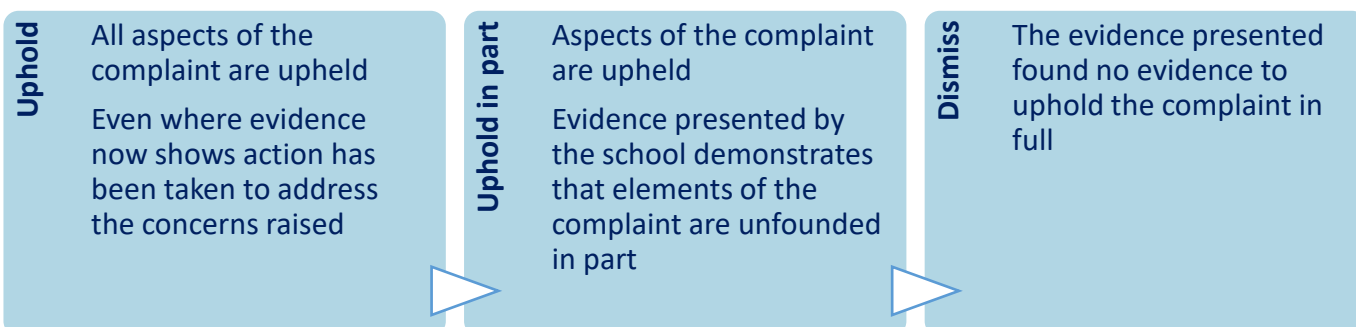 Uphold
All aspects of the
complaint are upheld
Even where evidence
now shows action has
been taken to address
the concerns raised
Uphold in part
Aspects of the complaint
are upheld
Evidence presented by
the school demonstrates
that elements of the
complaint are unfounded
in part
Dismiss
The evidence presented
found no evidence to
uphold the complaint in
full